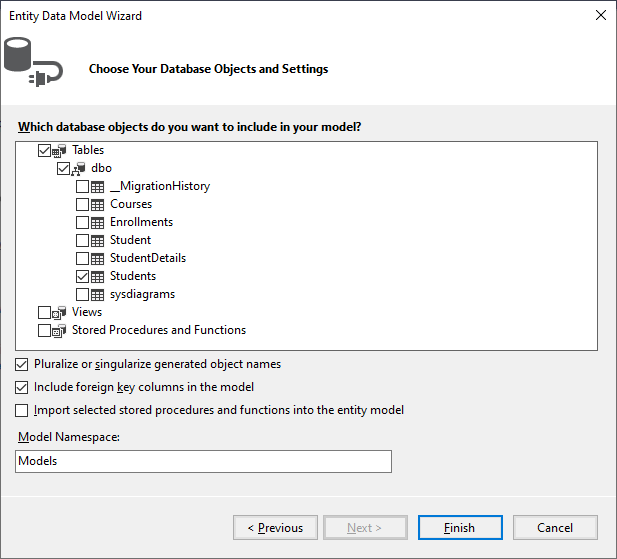 Entity Data Model Wizard
Choose Your Database Objects and Settings
Which database objects do you want to include in your model?
Tables
dbo
__MigrationHistory
Courses
Enrollments
Student
StudentDetails
Students
sysdiagrams
Views
Stored Procedures and Functions
Pluralize or singularize generated object names
Include foreign key columns in the model
Import selected stored procedures and functions into the entity model
Model Namespace:
Models
< Previous
Next >
Finish
Cancel